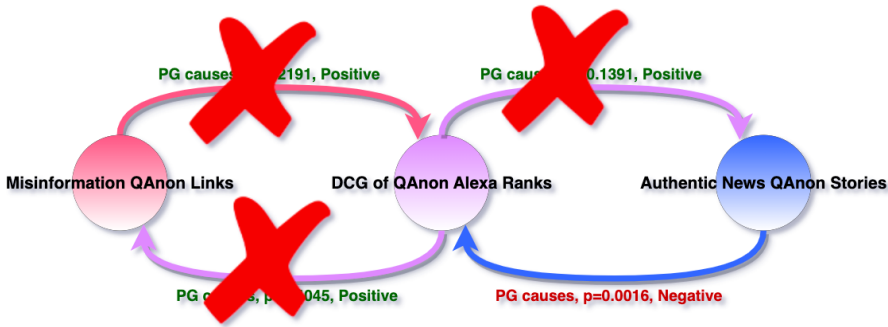 PG causes 2191, Positive
PG cau 0.1391, Positive
Misinformation QAnon Links
DCG of QAnon Alexa Ranks
Authentic News QAnon Stories
PG c s, p 045, Positive
PG causes, p=0.0016, Negative